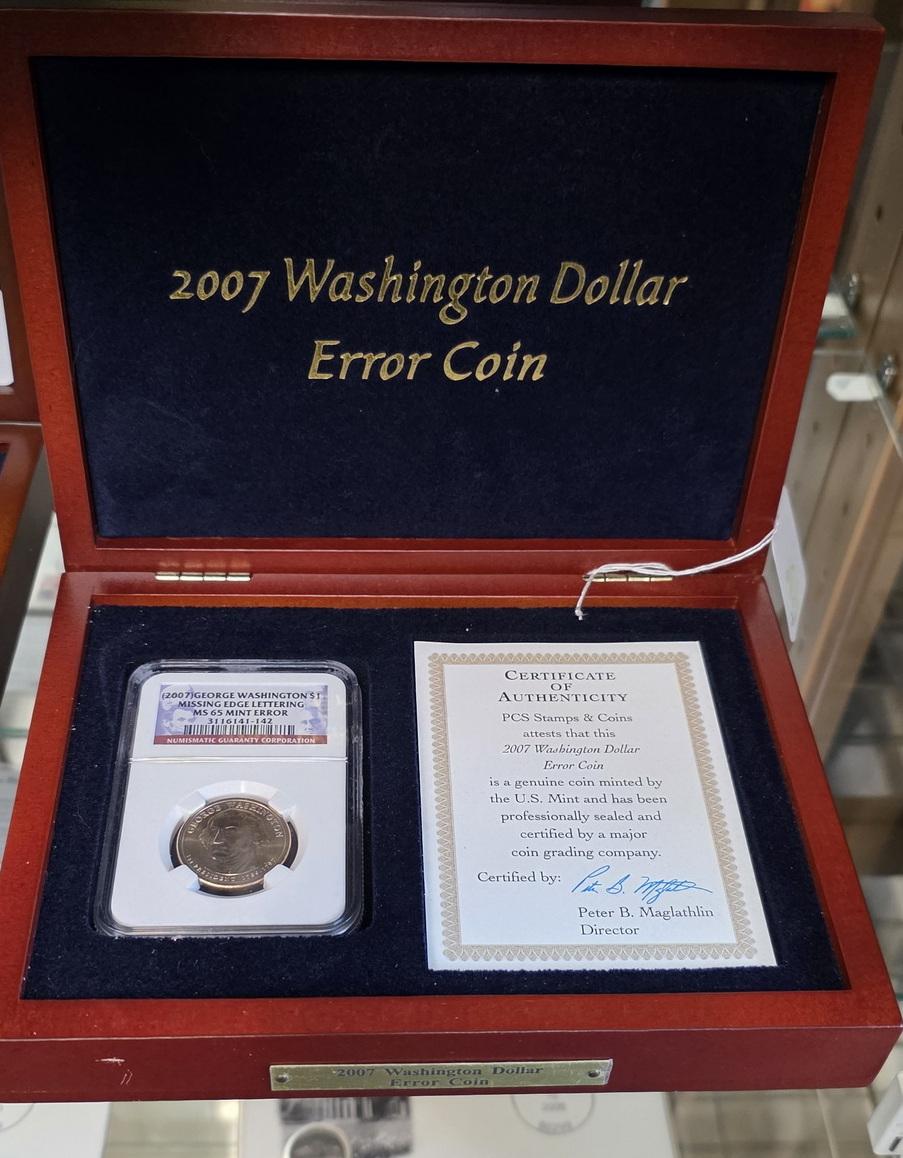 2007 Washington Dollar
Error Coin
(2007)GEORGE WASHINGTON $1
MISSING EDGE LETTERING
MS 65 MINT ERROR
3116141-142
NUMISMATIC GUARANTY CORPORATION
GEORGE WASHINGTON
CERTIFICATE
OF
AUTHENTICITY
PCS Stamps & Coins
attests that this
2007 Washington Dollar
Error Coin
is a genuine coin minted by
the U.S. Mint and has been
professionally sealed and
certified by a major
coin grading company.
Certified by:
Peter B. Maglathlin
Director
2007 Washington Dollar
Error Coin